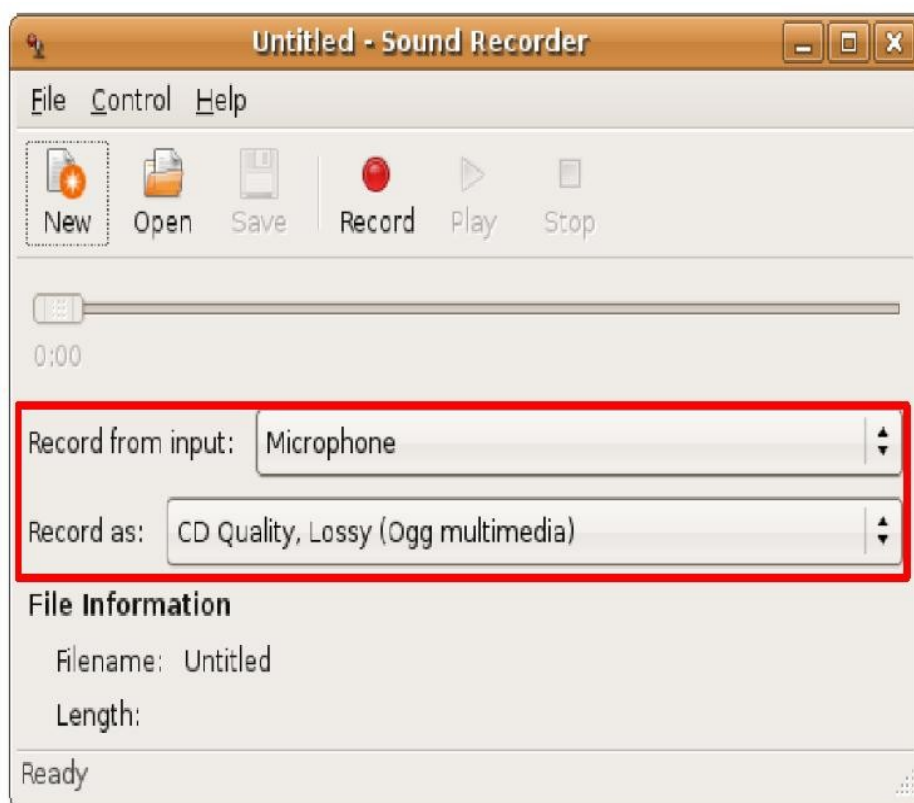 Untitled - Sound Recorder
File Control Help
New Open Save Record Play Stop
0:00
Record from input: Microphone
Record as: CD Quality, Lossy (Ogg multimedia)
File Information
Filename: Untitled
Length:
Ready